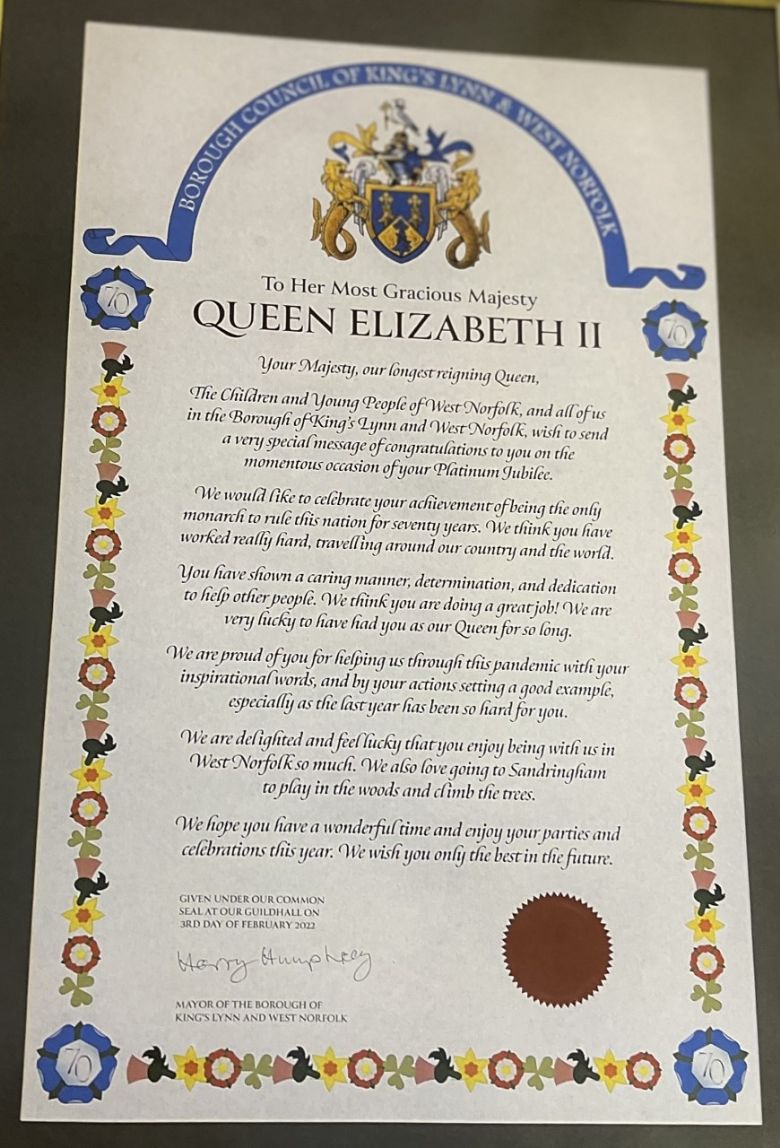 BOROUGH COUNCIL OF KING'S LYNN & WEST NORFOLK
To Her Most Gracious Majesty
QUEEN ELIZABETH II
70
70
Your Majesty, our longest reigning Queen,
The Children and Young People of West Norfolk, and all of us
in the Borough of King's Lynn and West Norfolk, wish to send
a very special message of congratulations to you on the
momentous occasion of your Platinum Jubilee.
We would like to celebrate your achievement of being the only
monarch to rule this nation for seventy years. We think you have
worked really hard, travelling around our country and the world.
You have shown a caring manner, determination, and dedication
to help other people. We think you are doing a great job! We are
very lucky to have had you as our Queen for so long.
We are proud of you for helping us through this pandemic with your
inspirational words, and by your actions setting a good example,
especially as the last year has been so hard for you.
We are delighted and feel lucky that you enjoy being with us in
West Norfolk so much. We also love going to Sandringham
to play in the woods and climb the trees.
We hope you have a wonderful time and enjoy your parties and
celebrations this year. We wish you only the best in the future.
GIVEN UNDER OUR COMMON
SEAL AT OUR GUILDHALL ON
3RD DAY OF FEBRUARY 2022
Harry Humphrey
MAYOR OF THE BOROUGH OF
KING'S LYNN AND WEST NORFOLK
70
70